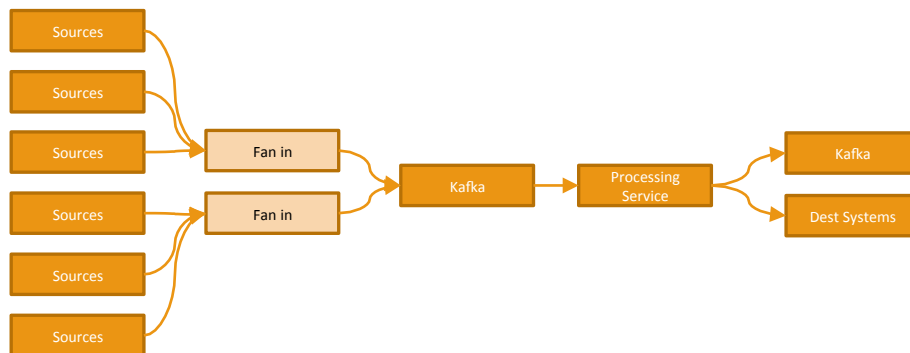 Sources
Sources
Sources
Sources
Sources
Sources
Fan in
Fan in
Kafka
Processing
Service
Kafka
Dest Systems